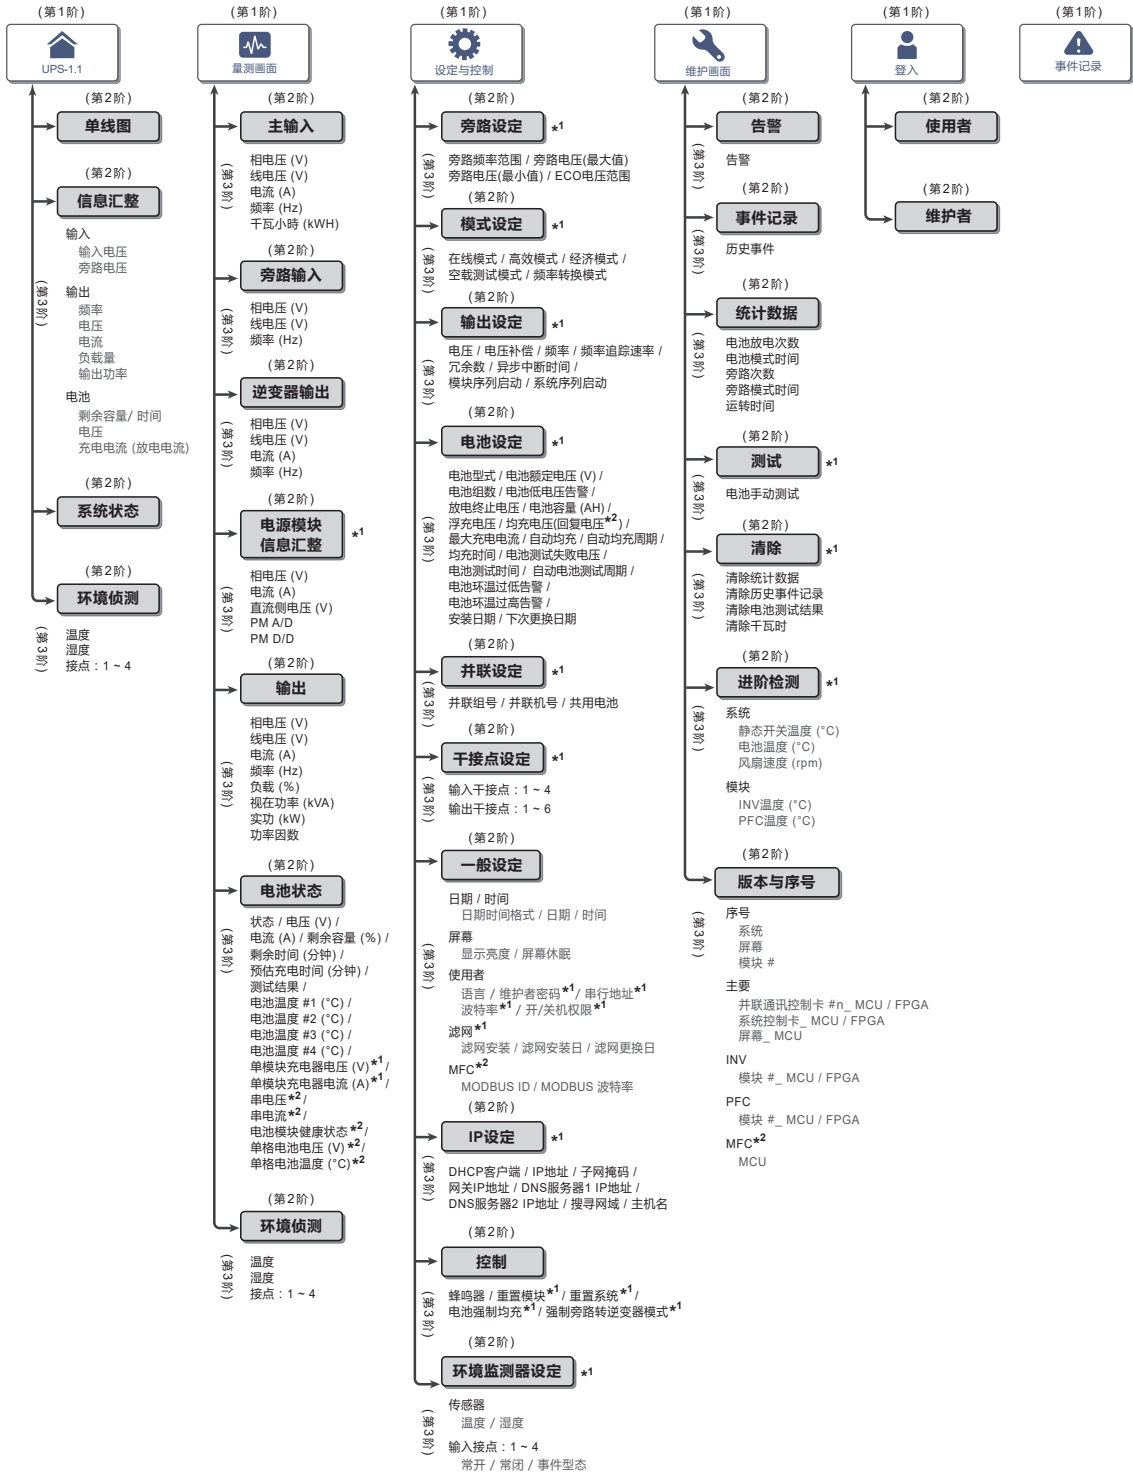 (第1阶)
UPS-1.1
(第2阶)
单线图
(第2阶)
信息汇整
(第3阶)
输入
输入电压
旁路电压
输出
频率
电压
电流
负载量
输出功率
电池
剩余容量/ 时间
电压
充电电流 (放电电流)
(第2阶)
系统状态
(第2阶)
环境侦测
(第3阶)
温度
湿度
接点 : 1 ~ 4
(第1阶)
量测画面
(第2阶)
主输入
(第3阶)
相电压 (V)
线电压 (V)
电流 (A)
频率 (Hz)
千瓦小時 (kWH)
(第2阶)
旁路输入
(第3阶)
相电压 (V)
线电压 (V)
频率 (Hz)
(第2阶)
逆变器输出
(第3阶)
相电压 (V)
线电压 (V)
电流 (A)
频率 (Hz)
(第2阶)
电源模块
信息汇整 *1
(第3阶)
相电压 (V)
电流 (A)
直流侧电压 (V)
PM A/D
PM D/D
(第2阶)
输出
(第3阶)
相电压 (V)
线电压 (V)
电流 (A)
频率 (Hz)
负载 (%)
视在功率 (kVA)
实功 (kW)
功率因数
(第2阶)
电池状态
(第3阶)
状态 / 电压 (V) /
电流 (A) / 剩余容量 (%) /
剩余时间 (分钟) /
预估充电时间 (分钟) /
测试结果 /
电池温度 #1 (°C) /
电池温度 #2 (°C) /
电池温度 #3 (°C) /
电池温度 #4 (°C) /
单模块充电器电压 (V)*1 /
单模块充电器电流 (A)*1 /
串电压*2 /
串电流*2 /
电池模块健康状态*2 /
单格电池电压 (V)*2 /
单格电池温度 (°C)*2
(第2阶)
环境侦测
(第3阶)
温度
湿度
接点 : 1 ~ 4
(第1阶)
设定与控制
(第2阶)
旁路设定 *1
(第3阶)
旁路频率范围 / 旁路电压(最大值)
旁路电压(最小值) / ECO电压范围
(第2阶)
模式设定 *1
(第3阶)
在线模式 / 高效模式 / 经济模式 /
空载测试模式 / 频率转换模式
(第2阶)
输出设定 *1
(第3阶)
电压 / 电压补偿 / 频率 / 频率追踪速率 /
冗余数 / 异步中断时间 /
模块序列启动 / 系统序列启动
(第2阶)
电池设定 *1
(第3阶)
电池型式 / 电池额定电压 (V) /
电池组数 / 电池低电压告警 /
放电终止电压 / 电池容量 (AH) /
浮充电压 / 均充电压(回复电压*2) /
最大充电电流 / 自动均充 / 自动均充周期 /
均充时间 / 电池测试失败电压 /
电池测试时间 / 自动电池测试周期 /
电池环温过低告警 /
电池环温过高告警 /
安装日期 / 下次更换日期
(第2阶)
并联设定 *1
(第3阶)
并联组号 / 并联机号 / 共用电池
(第2阶)
干接点设定 *1
(第3阶)
输入干接点 : 1 ~ 4
输出干接点 : 1 ~ 6
(第2阶)
一般设定
(第3阶)
日期 / 时间
日期时间格式 / 日期 / 时间
屏幕
显示亮度 / 屏幕休眠
使用者
语言 / 维护者密码*1 / 串行地址*1
波特率*1 / 开/关机权限*1
滤网*1
滤网安装 / 滤网安装日 / 滤网更换日
MFC*2
MODBUS ID / MODBUS 波特率
(第2阶)
IP设定 *1
(第3阶)
DHCP客户端 / IP地址 / 子网掩码 /
网关IP地址 / DNS服务器1 IP地址 /
DNS服务器2 IP地址 / 搜寻网域 / 主机名
(第2阶)
控制
(第3阶)
蜂鸣器 / 重置模块*1 / 重置系统*1 /
电池强制均充*1 / 强制旁路转逆变器模式*1
(第2阶)
环境监测器设定 *1
(第3阶)
传感器
温度 / 湿度
输入接点 : 1 ~ 4
常开 / 常闭 / 事件型态
(第1阶)
维护画面
(第2阶)
告警
(第3阶)
告警
(第2阶)
事件记录
(第3阶)
历史事件
(第2阶)
统计数据
(第3阶)
电池放电次数
电池模式时间
旁路次数
旁路模式时间
运转时间
(第2阶)
测试 *1
(第3阶)
电池手动测试
(第2阶)
清除 *1
(第3阶)
清除统计数据
清除历史事件记录
清除电池测试结果
清除千瓦时
(第2阶)
进阶检测 *1
(第3阶)
系统
静态开关温度 (°C)
电池温度 (°C)
风扇速度 (rpm)
模块
INV温度 (°C)
PFC温度 (°C)
(第2阶)
版本与序号
(第3阶)
序号
系统
屏幕
模块 #
主要
并联通讯控制卡 #n_ MCU / FPGA
系统控制卡_ MCU / FPGA
屏幕_ MCU
INV
模块 #_ MCU / FPGA
PFC
模块 #_ MCU / FPGA
MFC*2
MCU
(第1阶)
登入
(第2阶)
使用者
(第2阶)
维护者
(第1阶)
事件记录